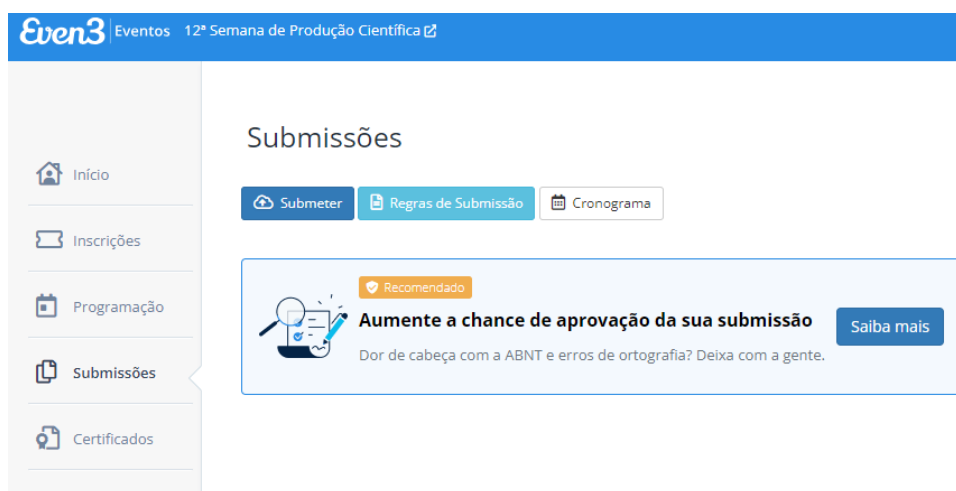 Even3 Eventos 12ª Semana de Produção Científica
Submissões
Início
Submeter Regras de Submissão Cronograma
Inscrições
Recomendado
Programação
Aumente a chance de aprovação da sua submissão
Saiba mais
Dor de cabeça com a ABNT e erros de ortografia? Deixa com a gente.
Submissões
Certificados